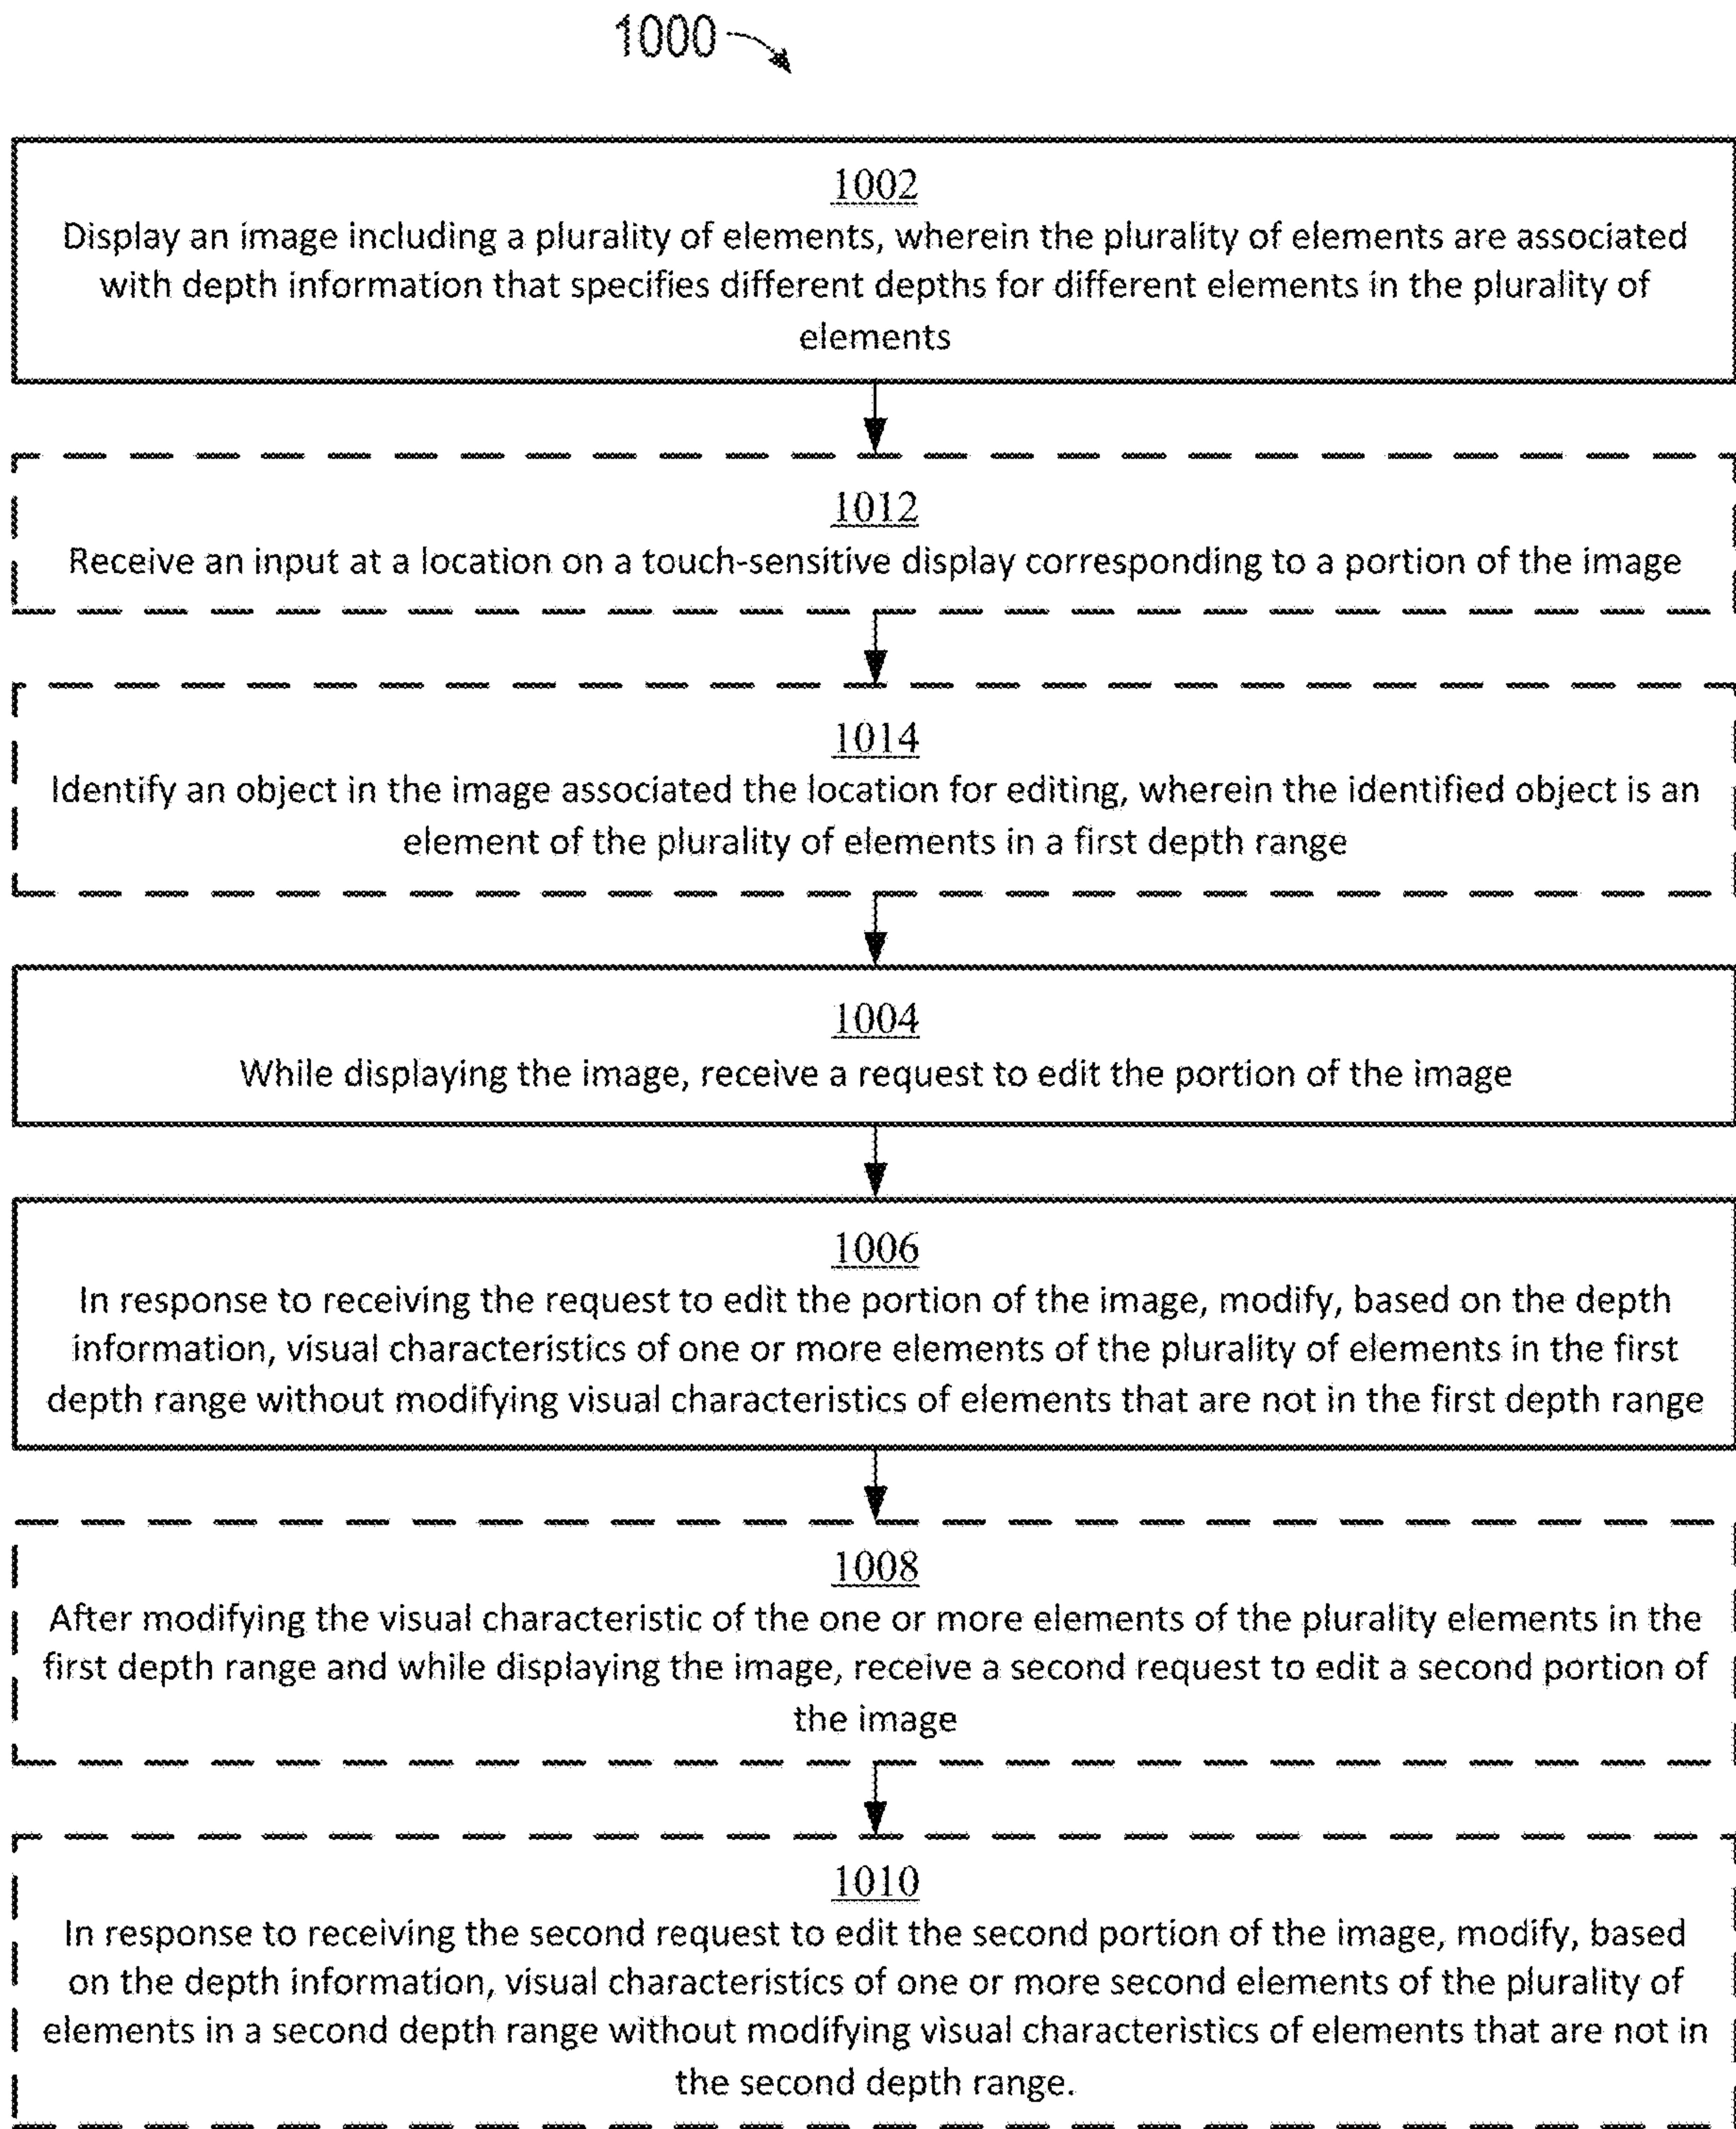 1000
1002
Display an image including a plurality of elements, wherein the plurality of elements are associated
with depth information that specifies different depths for different elements in the plurality of
elements
1012
Receive an input at a location on a touch-sensitive display corresponding to a portion of the image
1014
Identify an object in the image associated the location for editing, wherein the identified object is an
element of the plurality of elements in a first depth range
1004
While displaying the image, receive a request to edit the portion of the image
1006
In response to receiving the request to edit the portion of the image, modify, based on the depth
information, visual characteristics of one or more elements of the plurality of elements in the first
depth range without modifying visual characteristics of elements that are not in the first depth range
1008
After modifying the visual characteristic of the one or more elements of the plurality elements in the
first depth range and while displaying the image, receive a second request to edit a second portion of
the image
1010
In response to receiving the second request to edit the second portion of the image, modify, based
on the depth information, visual characteristics of one or more second elements of the plurality of
elements in a second depth range without modifying visual characteristics of elements that are not in
the second depth range.